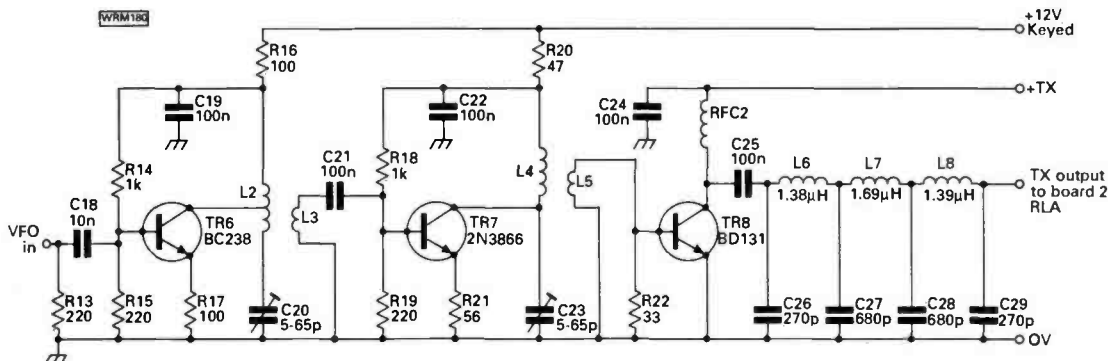 WRM180
+12V
Keyed
R16
100
R20
47
C19
100n
C22
100n
C24
100n
+TX
RFC2
C25
100n
R14
1k
C21
100n
R18
1k
L2
L3
L4
L5
L6
1.38µH
L7
1.69µH
L8
1.39µH
TX output
to board 2
RLA
C18
10n
VFO
in
TR6
BC238
TR7
2N3866
TR8
BD131
R13
220
R15
220
R17
100
C20
5-65p
R19
220
R21
56
C23
5-65p
R22
33
C26
270p
C27
680p
C28
680p
C29
270p
OV